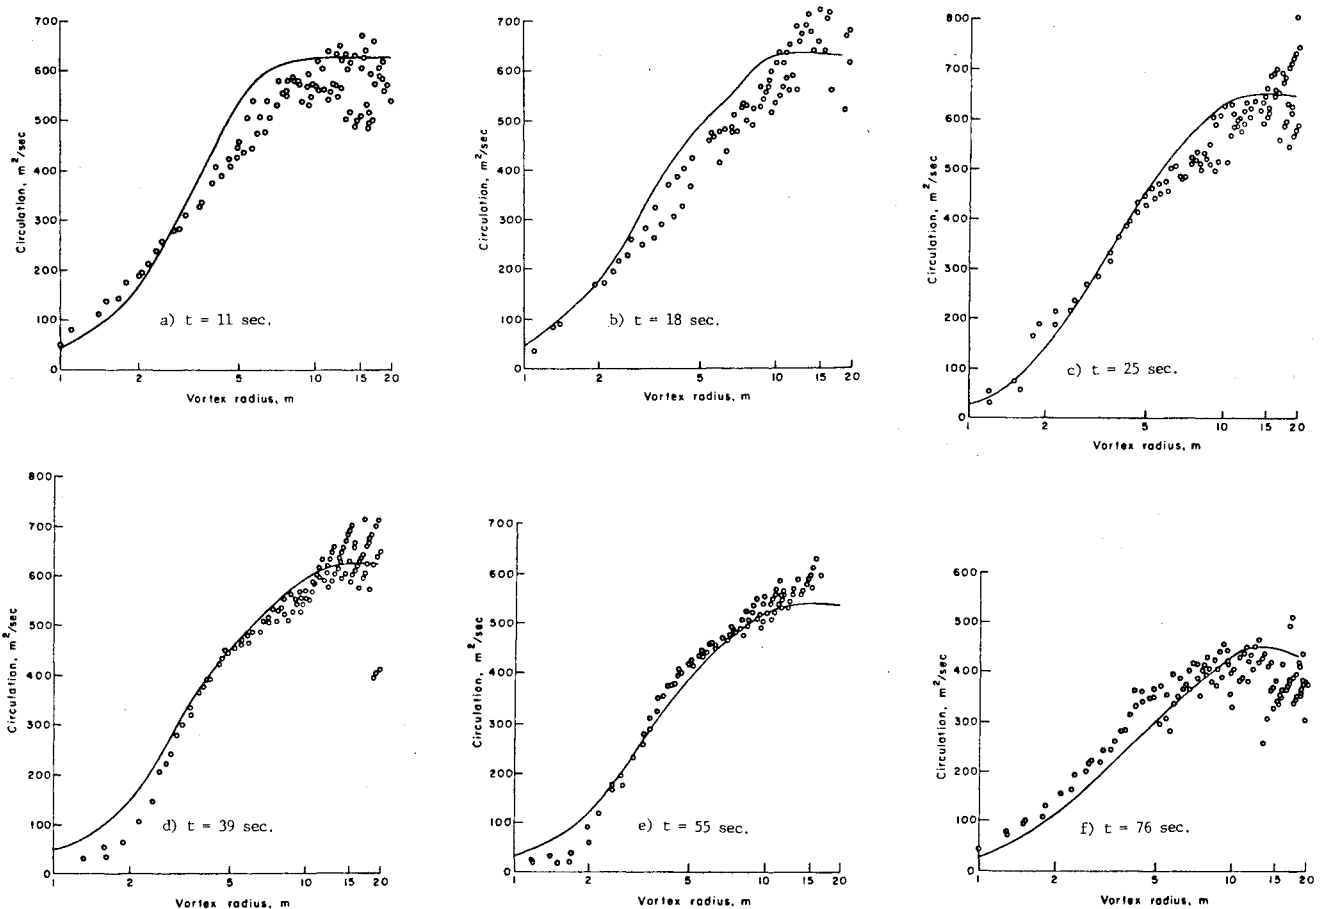 700
600
500
400
300
200
100
0
Circulation, m²/sec
a) t = 11 sec.
1 2 5 10 15 20
Vortex radius, m
700
600
500
400
300
200
100
0
Circulation, m²/sec
b) t = 18 sec.
1 2 5 10 15 20
Vortex radius, m
800
700
600
500
400
300
200
100
0
Circulation, m²/sec
c) t = 25 sec.
1 2 5 10 15 20
Vortex radius, m
800
700
600
500
400
300
200
100
0
Circulation, m²/sec
d) t = 39 sec.
1 2 5 10 15 20
Vortex radius, m
700
600
500
400
300
200
100
0
Circulation, m²/sec
e) t = 55 sec.
1 2 5 10 15 20
Vortex radius, m
600
500
400
300
200
100
0
Circulation, m²/sec
f) t = 76 sec.
1 2 5 10 15 20
Vortex radius, m